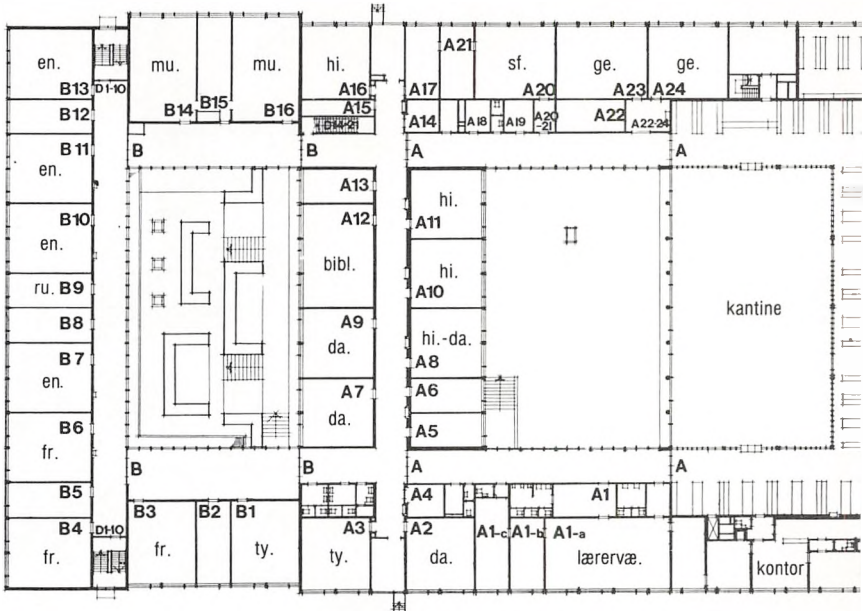 en.
B13
D1-10
mu.
B14
B15
mu.
B16
hi.
A16
A15
D14-21
A17
A21
sf.
A20
ge.
A23
ge.
A24
B12
A14
A18
A19
A20
-21
A22
A22-24
B11
en.
B
B
A
A
A13
B10
en.
A12
bibl.
hi.
A11
ru. B9
hi.
A10
B8
A9
da.
hi.-da.
A8
kantine
B7
en.
A7
da.
A6
B6
fr.
A5
B
B
A
A
B5
A4
A1
B4
fr.
D1-10
B3
fr.
B2
B1
ty.
A3
ty.
A2
da.
A1-c
A1-b
A1-a
lærervæ.
kontor